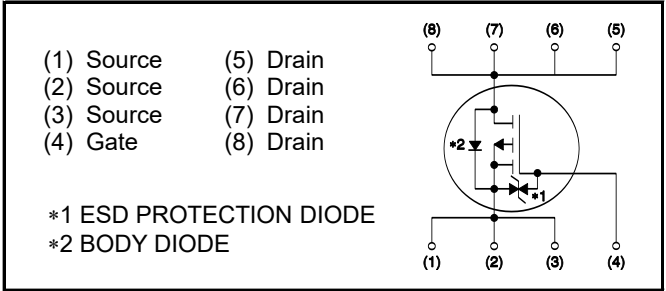 (1) Source (5) Drain
(2) Source (6) Drain
(3) Source (7) Drain
(4) Gate (8) Drain
∗1 ESD PROTECTION DIODE
∗2 BODY DIODE
(8) (7) (6) (5)
∗2
∗1
(1) (2) (3) (4)